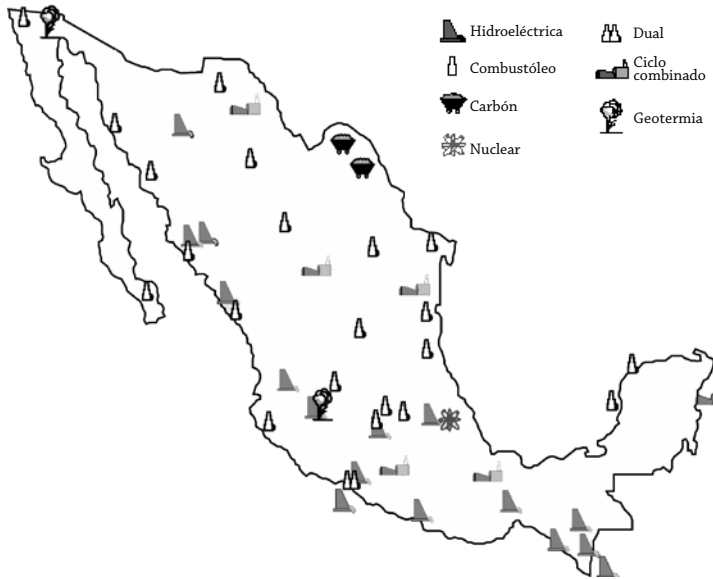 Hidroeléctrica
Combustóleo
Carbón
Nuclear
Dual
Ciclo
combinado
Geotermia